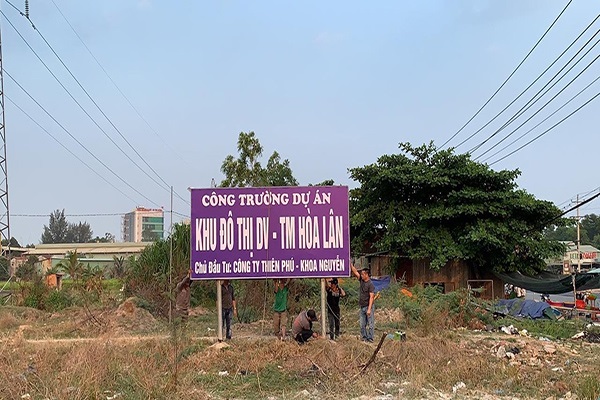 CÔNG TRƯỜNG DỰ ÁN
KHU ĐÔ THỊ DV - TM HÒA LÂN
Chủ Đầu Tư: CÔNG TY THIÊN PHÚ - KHOA NGUYỄN